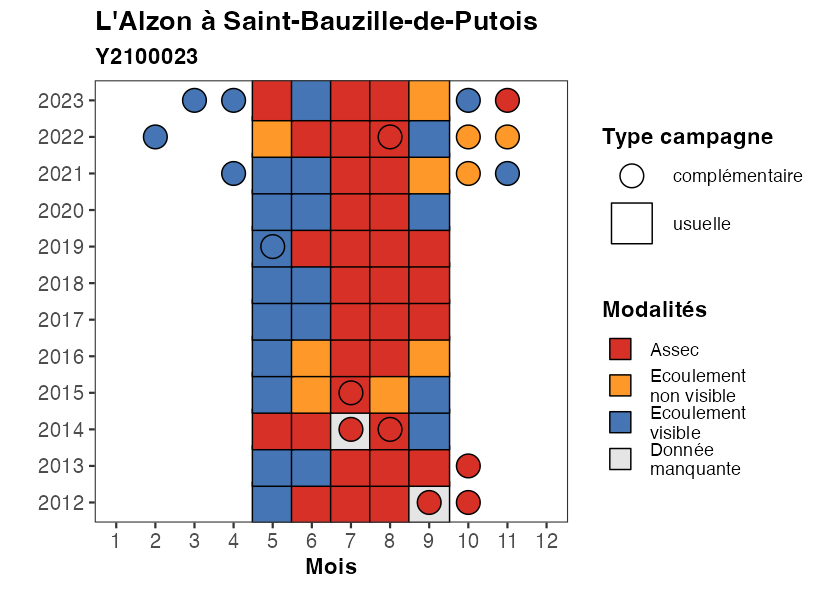 L'Alzon à Saint-Bauzille-de-Putois
Y2100023
2023
2022
2021
2020
2019
2018
2017
2016
2015
2014
2013
2012
1 2 3 4 5 6 7 8 9 10 11 12
Mois
Type campagne
complémentaire
usuelle
Modalités
Assec
Ecoulement
non visible
Ecoulement
visible
Donnée
manquante